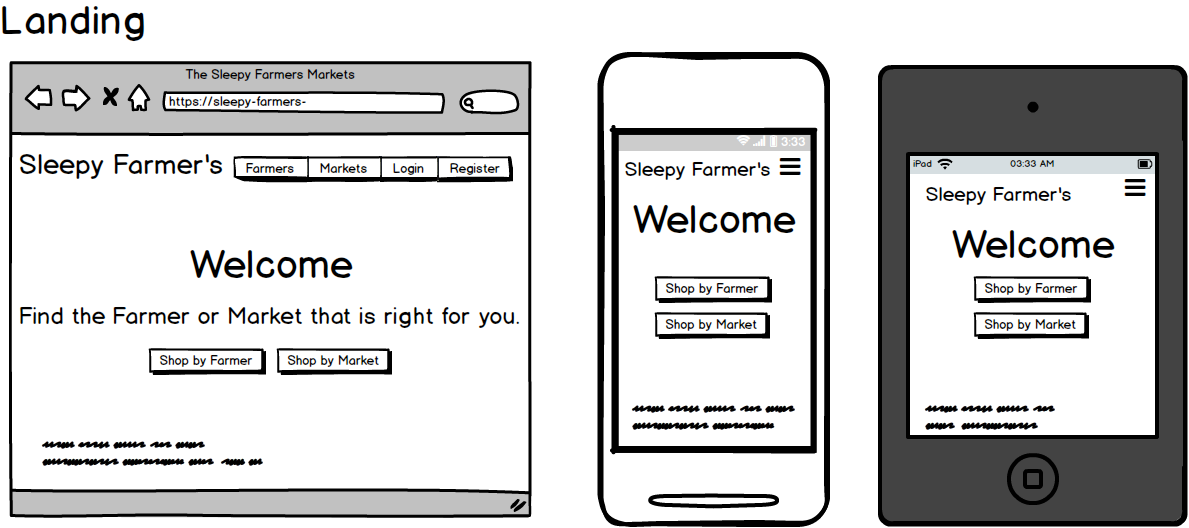 Landing
The Sleepy Farmers Markets
https://sleepy-farmers-
Sleepy Farmer's
Farmers Markets Login Register
Welcome
Find the Farmer or Market that is right for you.
Shop by Farmer Shop by Market
3:33
Sleepy Farmer's
Welcome
Shop by Farmer
Shop by Market
iPad 03:33 AM
Sleepy Farmer's
Welcome
Shop by Farmer
Shop by Market